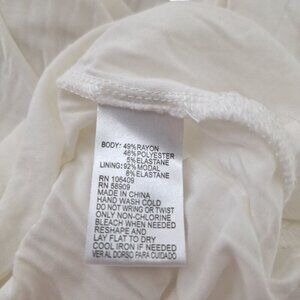 BODY: 49%RAYON
46%POLYESTER
5%ELASTANE
LINING: 92% MODAL
8% ELASTANE
RN 106409
RN 58909
MADE IN CHINA
HAND WASH COLD
DO NOT WRING OR TWIST
ONLY NON-CHLORINE
BLEACH WHEN NEEDED
RESHAPE AND
LAY FLAT TO DRY
COOL IRON IF NEEDED
VER AL DORSO PARA CUIDADO